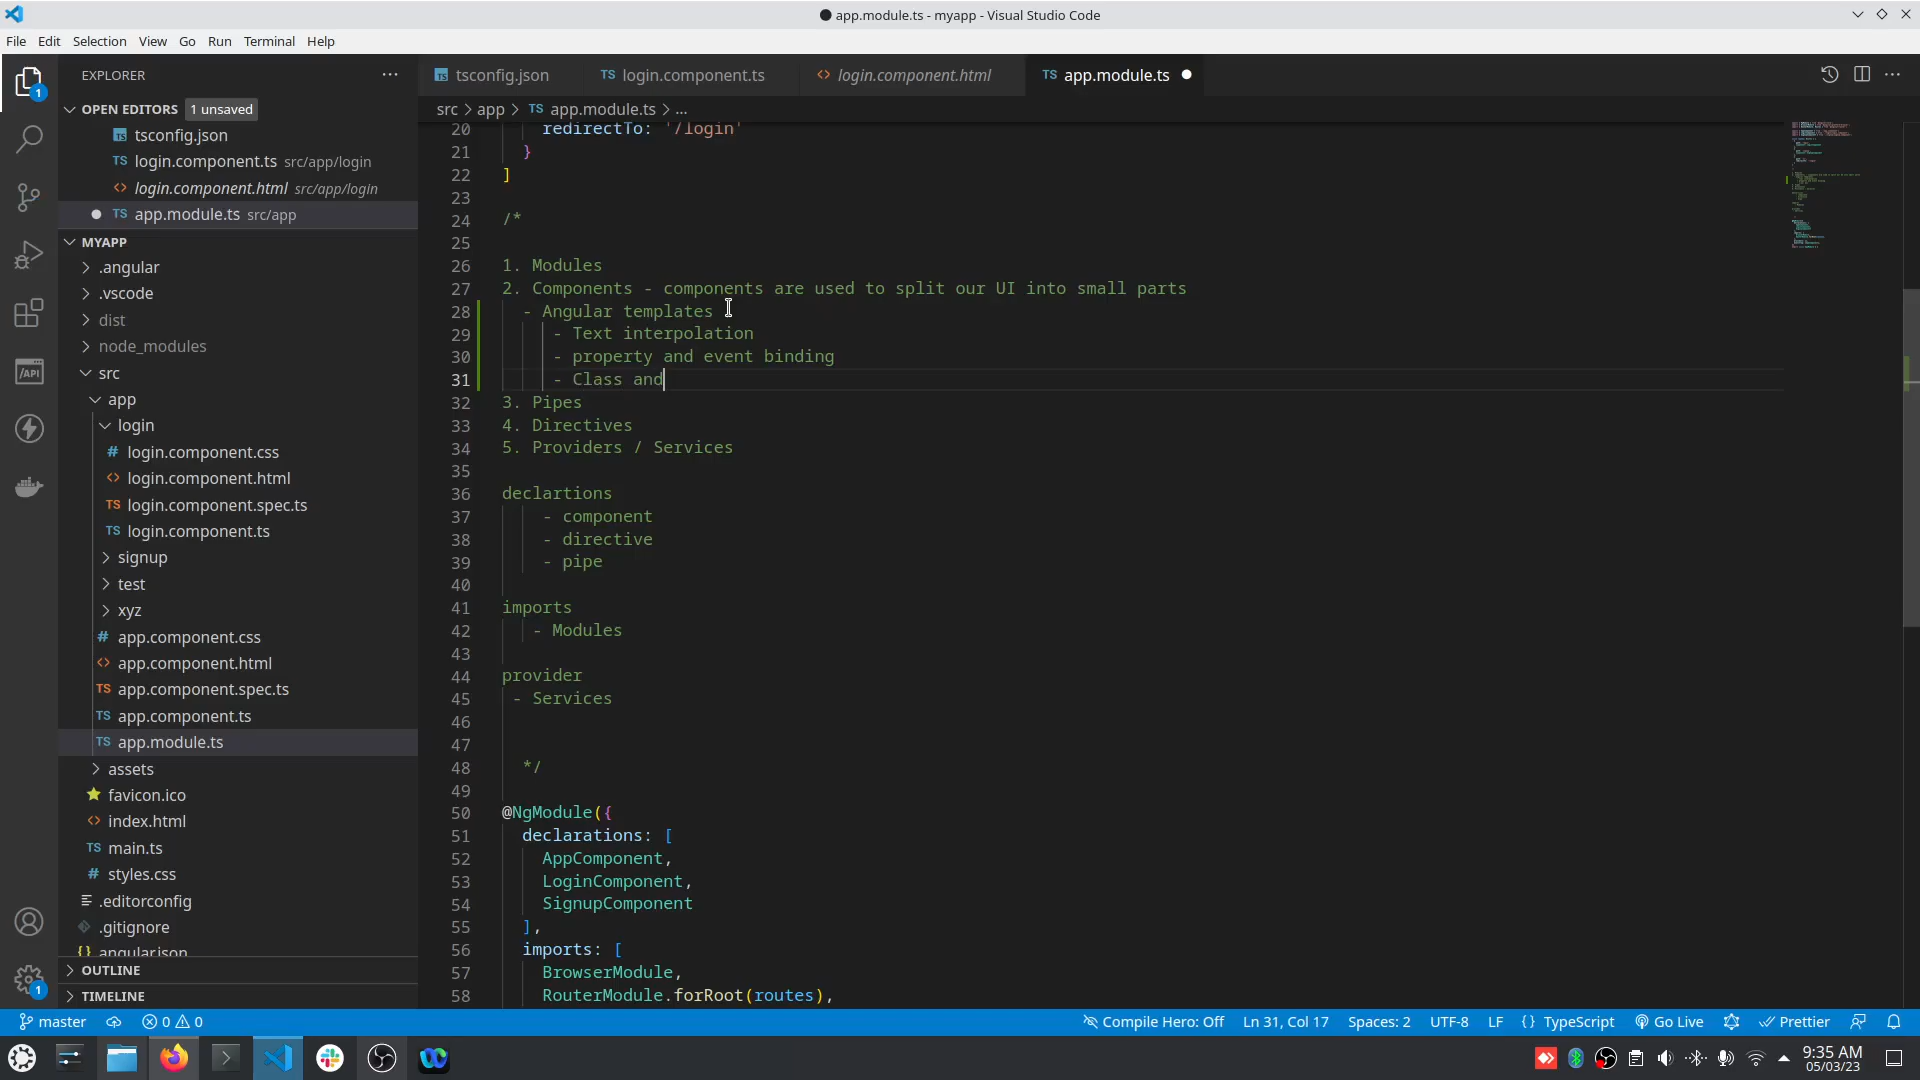 app.module.ts - myapp - Visual Studio Code
File Edit Selection View Go Run Terminal Help
EXPLORER
OPEN EDITORS 1 unsaved
tsconfig.json
login.component.ts src/app/login
login.component.html src/app/login
app.module.ts src/app
MYAPP
.angular
.vscode
dist
node_modules
src
app
login
login.component.css
login.component.html
login.component.spec.ts
login.component.ts
signup
test
xyz
app.component.css
app.component.html
app.component.spec.ts
app.component.ts
app.module.ts
assets
favicon.ico
index.html
main.ts
styles.css
.editorconfig
.gitignore
angular.json
OUTLINE
TIMELINE
tsconfig.json login.component.ts login.component.html app.module.ts
src > app > TS app.module.ts > ...
20 redirectTo: '/login'
21 }
22 ]
23
24 /*
25
26 1. Modules
27 2. Components - components are used to split our UI into small parts
28 - Angular templates
29 - Text interpolation
30 - property and event binding
31 - Class and
32 3. Pipes
33 4. Directives
34 5. Providers / Services
35
36 declartions
37 - component
38 - directive
39 - pipe
40
41 imports
42 - Modules
43
44 provider
45 - Services
46
47
48 */
49
50 @NgModule({
51 declarations: [
52 AppComponent,
53 LoginComponent,
54 SignupComponent
55 ],
56 imports: [
57 BrowserModule,
58 RouterModule.forRoot(routes),
master 0 0 Compile Hero: Off Ln 31, Col 17 Spaces: 2 UTF-8 LF {} TypeScript Go Live Prettier
9:35 AM
05/03/23